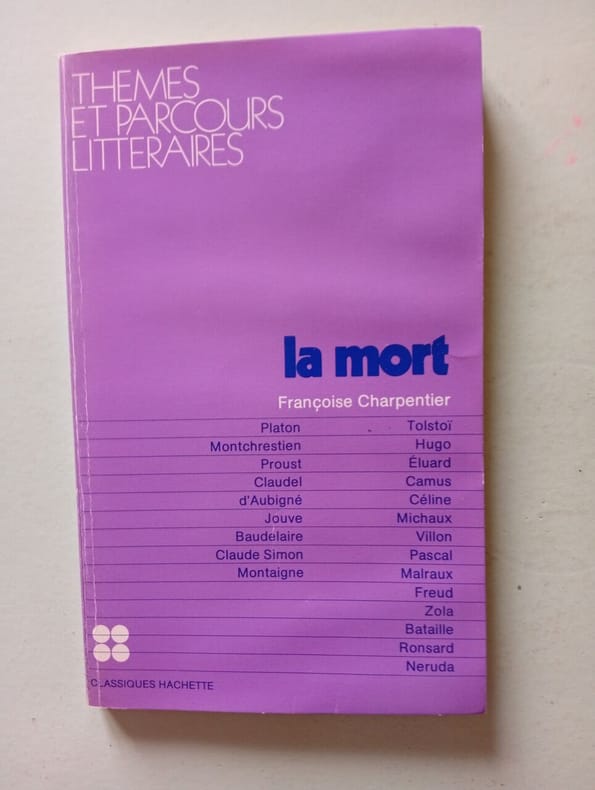 THEMES
ET PARCOURS
LITTERAIRES
la mort
Françoise Charpentier
Platon Tolstoï
Montchrestien Hugo
Proust Éluard
Claudel Camus
d'Aubigné Céline
Jouve Michaux
Baudelaire Villon
Claude Simon Pascal
Montaigne Malraux
Freud
Zola
Bataille
Ronsard
Neruda
CLASSIQUES HACHETTE